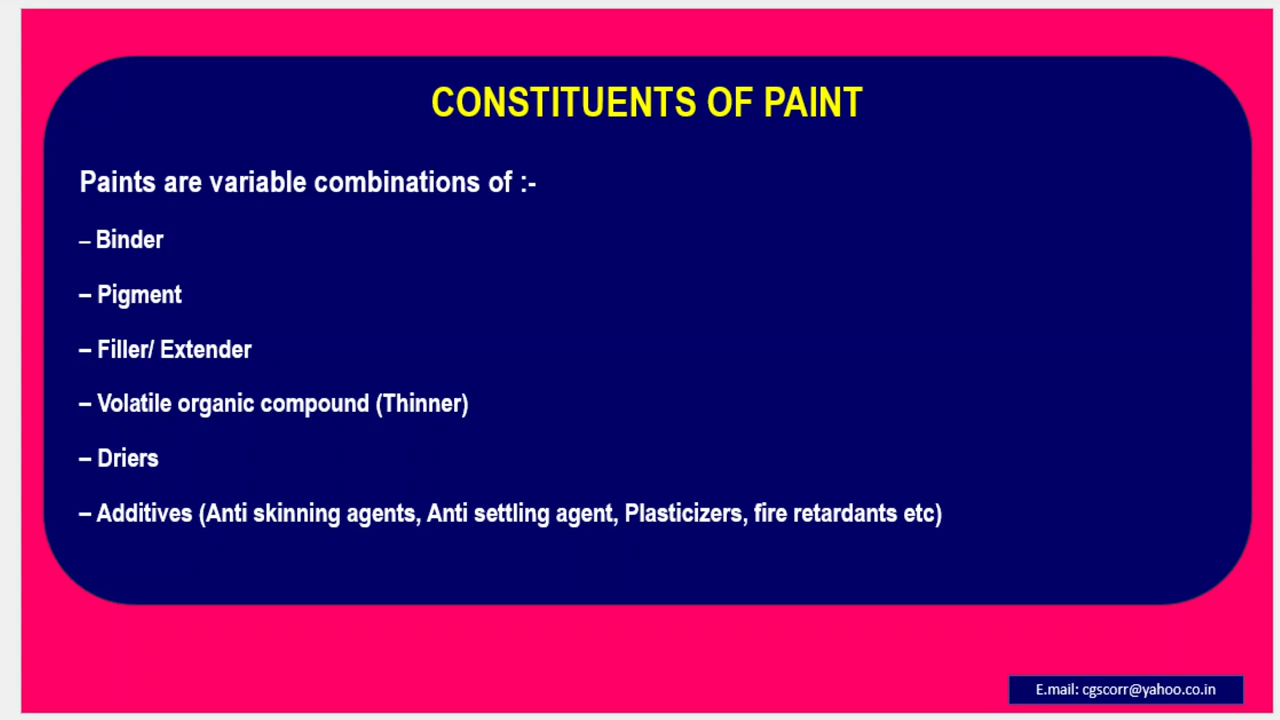 CONSTITUENTS OF PAINT
Paints are variable combinations of :-
– Binder
– Pigment
– Filler/ Extender
– Volatile organic compound (Thinner)
– Driers
– Additives (Anti skinning agents, Anti settling agent, Plasticizers, fire retardants etc)
E.mail: cgscorr@yahoo.co.in